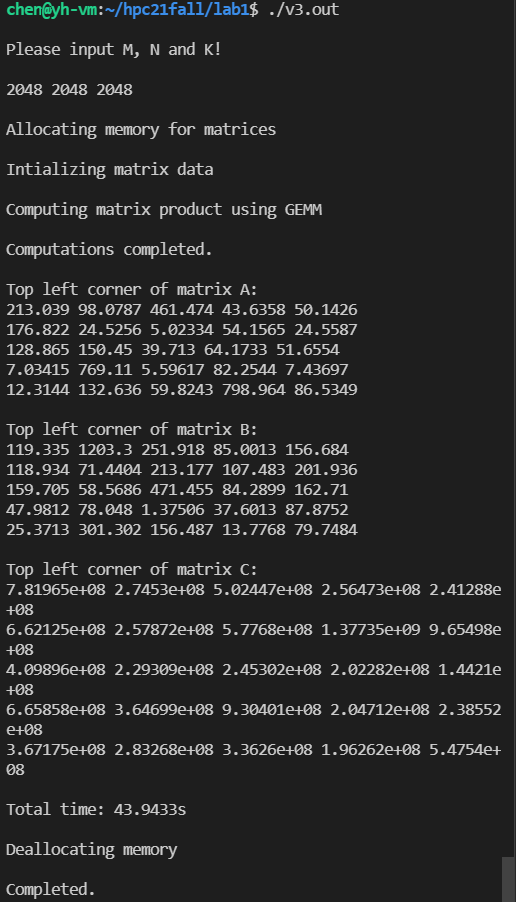 chen@yh-vm:~/hpc21fall/lab1$ ./v3.out
Please input M, N and K!
2048 2048 2048
Allocating memory for matrices
Intializing matrix data
Computing matrix product using GEMM
Computations completed.
Top left corner of matrix A:
213.039 98.0787 461.474 43.6358 50.1426
176.822 24.5256 5.02334 54.1565 24.5587
128.865 150.45 39.713 64.1733 51.6554
7.03415 769.11 5.59617 82.2544 7.43697
12.3144 132.636 59.8243 798.964 86.5349
Top left corner of matrix B:
119.335 1203.3 251.918 85.0013 156.684
118.934 71.4404 213.177 107.483 201.936
159.705 58.5686 471.455 84.2899 162.71
47.9812 78.048 1.37506 37.6013 87.8752
25.3713 301.302 156.487 13.7768 79.7484
Top left corner of matrix C:
7.81965e+08 2.7453e+08 5.02447e+08 2.56473e+08 2.41288e
+08
6.62125e+08 2.57872e+08 5.7768e+08 1.37735e+09 9.65498e
+08
4.09896e+08 2.29309e+08 2.45302e+08 2.02282e+08 1.4421e
+08
6.65858e+08 3.64699e+08 9.30401e+08 2.04712e+08 2.38552
e+08
3.67175e+08 2.83268e+08 3.3626e+08 1.96262e+08 5.4754e+
08
Total time: 43.9433s
Deallocating memory
Completed.